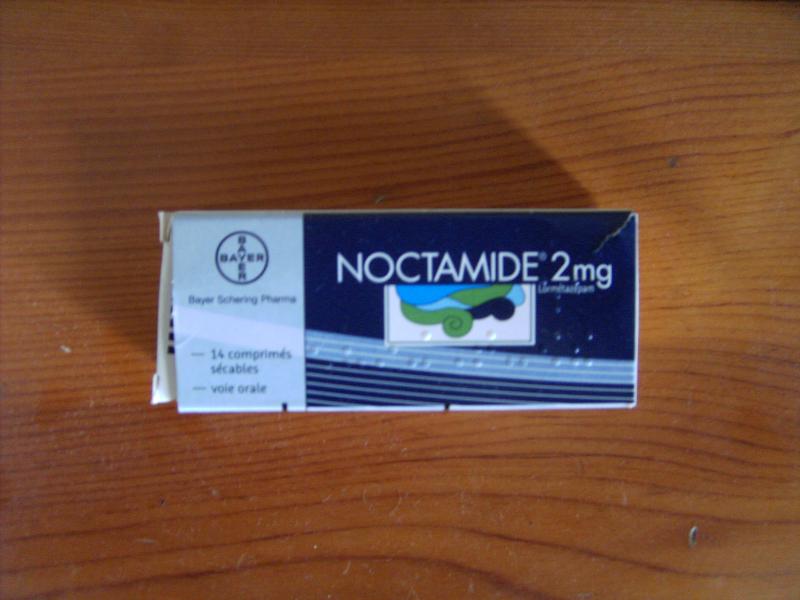 BAYER
BAYER
Bayer Schering Pharma
— 14 comprimés
sécables
— voie orale
NOCTAMIDE® 2mg
Lormétazépam